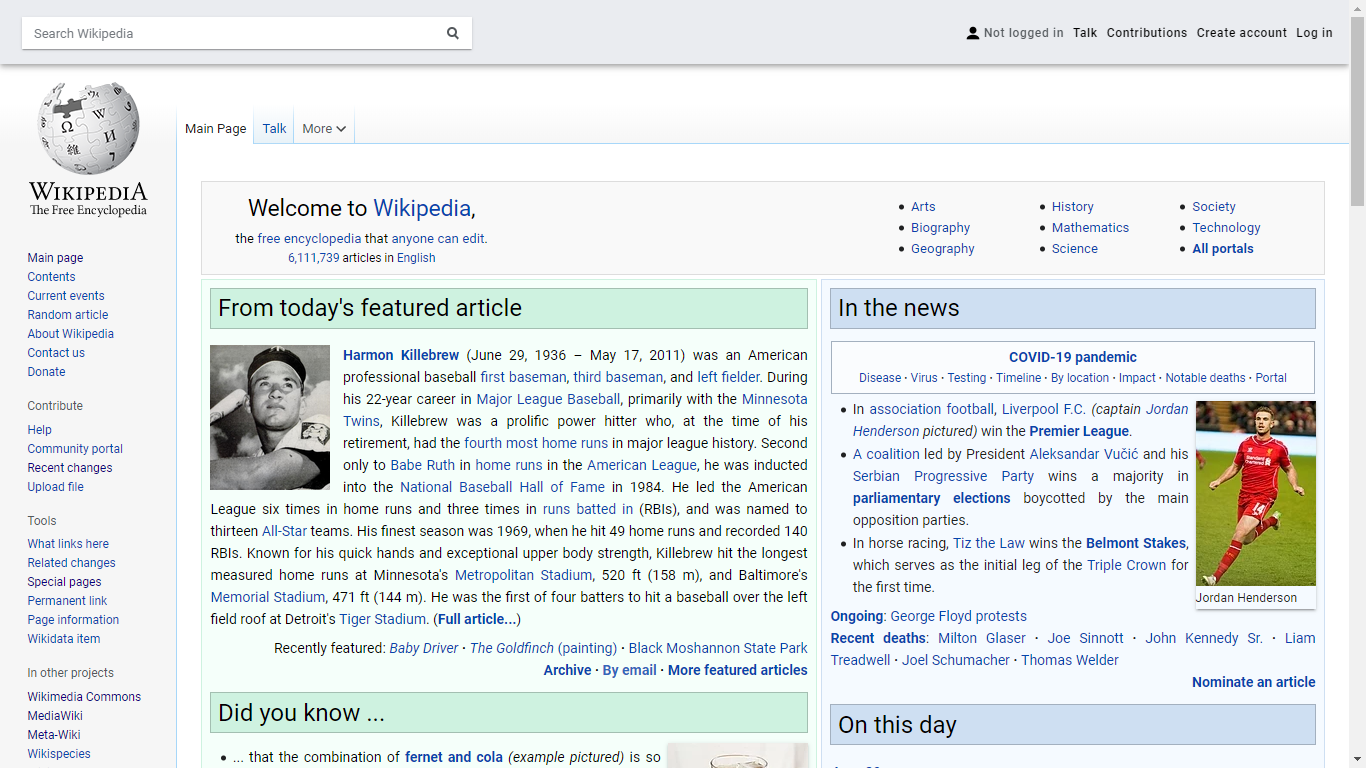 Search Wikipedia
Not logged in Talk Contributions Create account Log in
WIKIPEDIA
The Free Encyclopedia
Main Page Talk More
Main page
Contents
Current events
Random article
About Wikipedia
Contact us
Donate
Contribute
Help
Community portal
Recent changes
Upload file
Tools
What links here
Related changes
Special pages
Permanent link
Page information
Wikidata item
In other projects
Wikimedia Commons
MediaWiki
Meta-Wiki
Wikispecies
Welcome to Wikipedia,
the free encyclopedia that anyone can edit.
6,111,739 articles in English
Arts
Biography
Geography
History
Mathematics
Science
Society
Technology
All portals
From today's featured article
Harmon Killebrew (June 29, 1936 – May 17, 2011) was an American
professional baseball first baseman, third baseman, and left fielder. During
his 22-year career in Major League Baseball, primarily with the Minnesota
Twins, Killebrew was a prolific power hitter who, at the time of his
retirement, had the fourth most home runs in major league history. Second
only to Babe Ruth in home runs in the American League, he was inducted
into the National Baseball Hall of Fame in 1984. He led the American
League six times in home runs and three times in runs batted in (RBIs), and was named to
thirteen All-Star teams. His finest season was 1969, when he hit 49 home runs and recorded 140
RBIs. Known for his quick hands and exceptional upper body strength, Killebrew hit the longest
measured home runs at Minnesota's Metropolitan Stadium, 520 ft (158 m), and Baltimore's
Memorial Stadium, 471 ft (144 m). He was the first of four batters to hit a baseball over the left
field roof at Detroit's Tiger Stadium. (Full article...)
Recently featured: Baby Driver · The Goldfinch (painting) · Black Moshannon State Park
Archive · By email · More featured articles
Did you know ...
... that the combination of fernet and cola (example pictured) is so
In the news
COVID-19 pandemic
Disease · Virus · Testing · Timeline · By location · Impact · Notable deaths · Portal
In association football, Liverpool F.C. (captain Jordan
Henderson pictured) win the Premier League.
A coalition led by President Aleksandar Vučić and his
Serbian Progressive Party wins a majority in
parliamentary elections boycotted by the main
opposition parties.
In horse racing, Tiz the Law wins the Belmont Stakes,
which serves as the initial leg of the Triple Crown for
the first time.
Jordan Henderson
Ongoing: George Floyd protests
Recent deaths: Milton Glaser · Joe Sinnott · John Kennedy Sr. · Liam
Treadwell · Joel Schumacher · Thomas Welder
Nominate an article
On this day